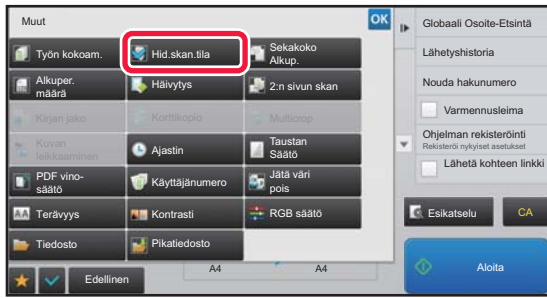 Muut
OK
Työn kokoam.
Hid.skan.tila
Sekakoko
Alkup.
Alkuper.
määrä
Häivytys
2:n sivun skan
Kirjan jako
Korttikopio
Multicrop
Kuvan
leikkaaminen
Ajastin
Taustan
Säätö
PDF vino-
säätö
Käyttäjänumero
Jätä väri
pois
Terävyys
Kontrasti
RGB säätö
Tiedosto
Pikatiedosto
Edellinen
A4
A4
Globaali Osoite-Etsintä
Lähetyshistoria
Nouda hakunumero
Varmennusleima
Ohjelman rekisteröinti
Rekisteröi nykyiset asetukset
Lähetä kohteen linkki
Esikatselu
CA
Aloita